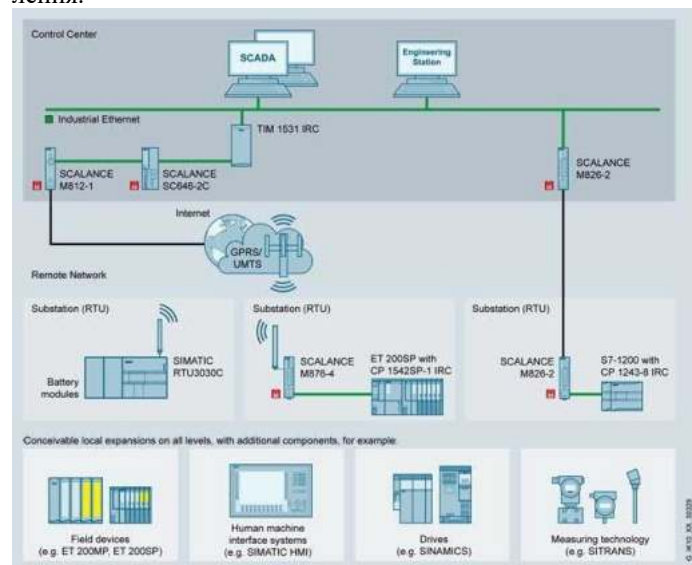 ления.
Control Center
SCADA
Engineering
Station
Industrial Ethernet
TIM 1531 IRC
SCALANCE
M812-1
SCALANCE
SC646-2C
SCALANCE
M826-2
Internet
GPRS/
UMTS
Remote Network
Substation (RTU)
Substation (RTU)
Substation (RTU)
Battery
modules
SIMATIC
RTU3030C
SCALANCE
M876-4
ET 200SP with
CP 1542SP-1 IRC
SCALANCE
M826-2
S7-1200 with
CP 1243-8 IRC
Conceivable local expansions on all levels, with additional components, for example:
Field devices
(e.g. ET 200MP, ET 200SP)
Human machine
interface systems
(e.g. SIMATIC HMI)
Drives
(e.g. SINAMICS)
Measuring technology
(e.g. SITRANS)